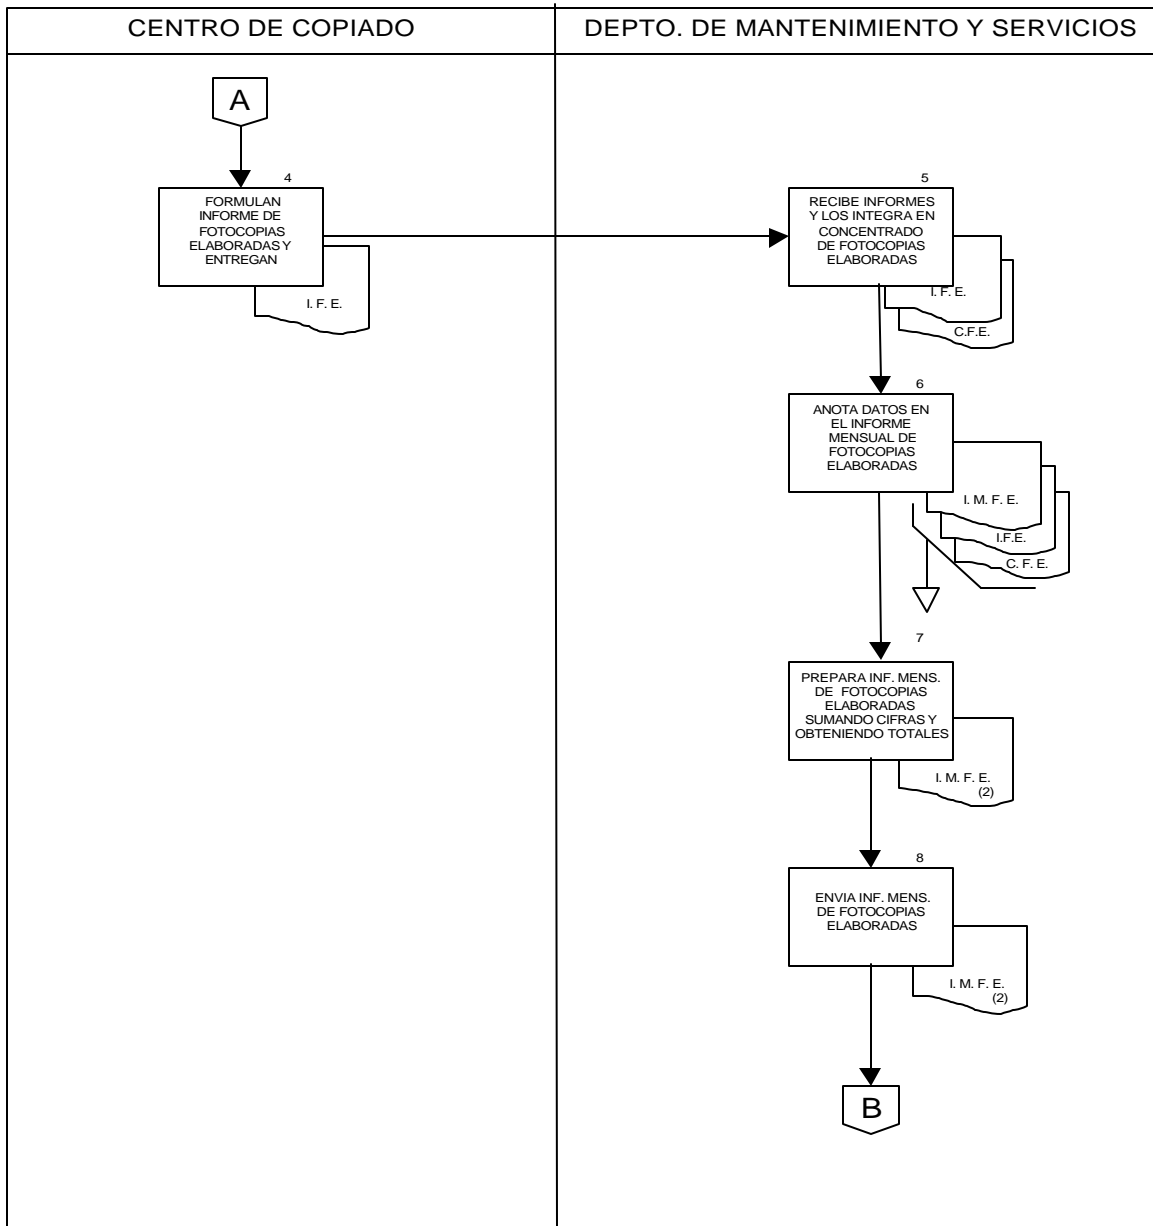 CENTRO DE COPIADO
DEPTO. DE MANTENIMIENTO Y SERVICIOS
A
4
FORMULAN
INFORME DE
FOTOCOPIAS
ELABORADAS Y
ENTREGAN
I. F. E.
5
RECIBE INFORMES
Y LOS INTEGRA EN
CONCENTRADO
DE FOTOCOPIAS
ELABORADAS
I. F. E.
C.F.E.
6
ANOTA DATOS EN
EL INFORME
MENSUAL DE
FOTOCOPIAS
ELABORADAS
I. M. F. E.
I.F.E.
C. F. E.
7
PREPARA INF. MENS.
DE FOTOCOPIAS
ELABORADAS
SUMANDO CIFRAS Y
OBTENIENDO TOTALES
I. M. F. E.
(2)
8
ENVIA INF. MENS.
DE FOTOCOPIAS
ELABORADAS
I. M. F. E.
(2)
B